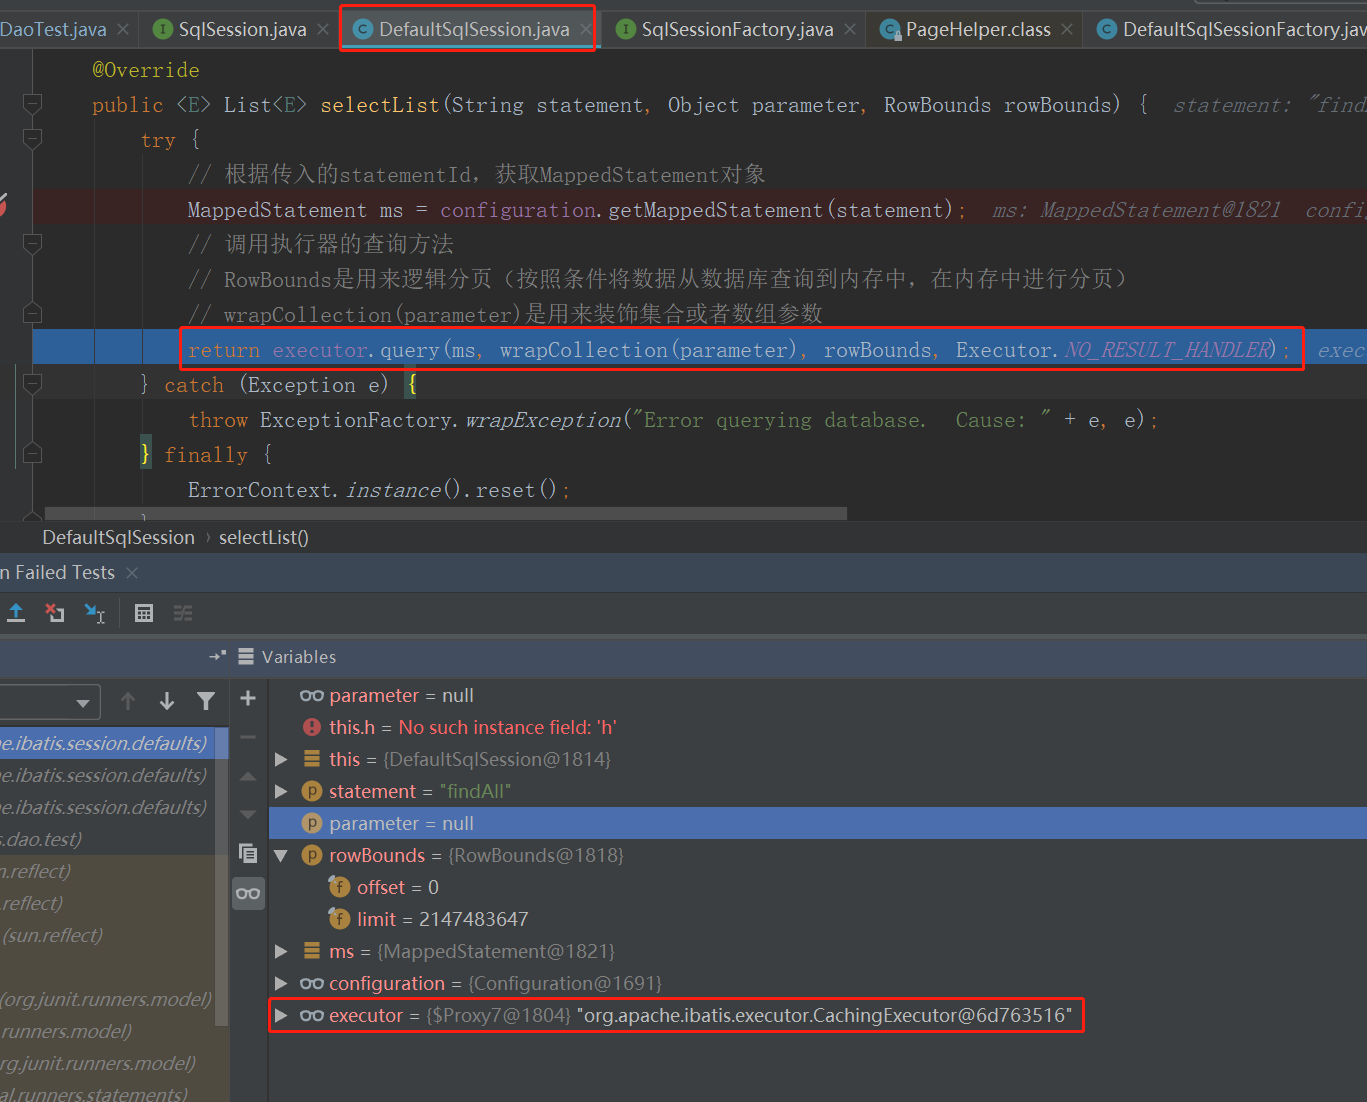 DaoTest.java SqlSession.java DefaultSqlSession.java SqlSessionFactory.java PageHelper.class DefaultSqlSessionFactory.jav
@Override
public <E> List<E> selectList(String statement, Object parameter, RowBounds rowBounds) { statement: "find
try {
// 根据传入的statementId，获取MappedStatement对象
MappedStatement ms = configuration.getMappedStatement(statement); ms: MappedStatement@1821 config
// 调用执行器的查询方法
// RowBounds是用来逻辑分页（按照条件将数据从数据库查询到内存中，在内存中进行分页）
// wrapCollection(parameter)是用来装饰集合或者数组参数
return executor.query(ms, wrapCollection(parameter), rowBounds, Executor.NO_RESULT_HANDLER); exec
} catch (Exception e) {
throw ExceptionFactory.wrapException("Error querying database.  Cause: " + e, e);
} finally {
ErrorContext.instance().reset();
DefaultSqlSession › selectList()
n Failed Tests
Variables
parameter = null
this.h = No such instance field: 'h'
e.ibatis.session.defaults) this = {DefaultSqlSession@1814}
e.ibatis.session.defaults) statement = "findAll"
e.ibatis.session.defaults) parameter = null
s.dao.test) rowBounds = {RowBounds@1818}
n.reflect) offset = 0
.reflect) limit = 2147483647
(sun.reflect) ms = {MappedStatement@1821}
configuration = {Configuration@1691}
(org.junit.runners.model) executor = {$Proxy7@1804} "org.apache.ibatis.executor.CachingExecutor@6d763516"
.runners.model)
rg.junit.runners.model)
al.runners.statements)